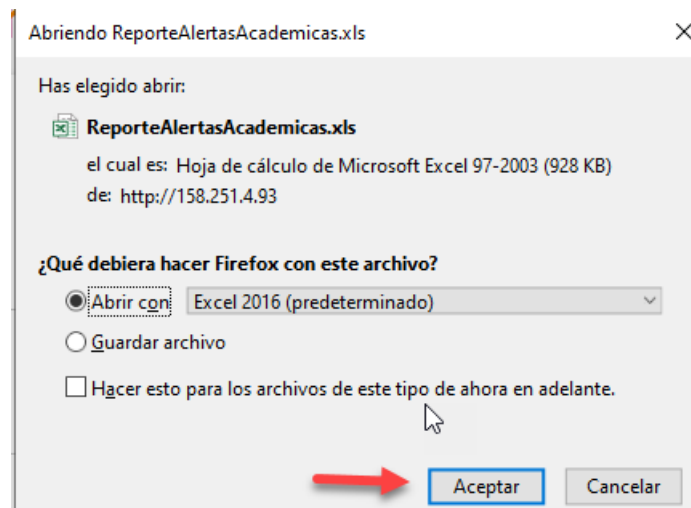 Abriendo ReporteAlertasAcademicas.xls
Has elegido abrir:
ReporteAlertasAcademicas.xls
el cual es: Hoja de cálculo de Microsoft Excel 97-2003 (928 KB)
de: http://158.251.4.93
¿Qué debiera hacer Firefox con este archivo?
Abrir con Excel 2016 (predeterminado)
Guardar archivo
Hacer esto para los archivos de este tipo de ahora en adelante.
Aceptar Cancelar